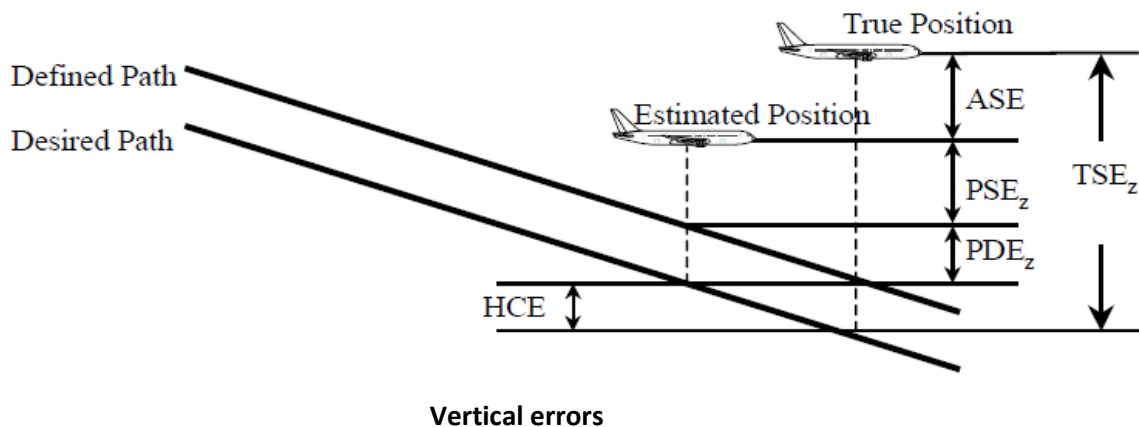 True Position
Defined Path
ASE
Estimated Position
Desired Path
TSEz
PSEz
PDEz
HCE
Vertical errors